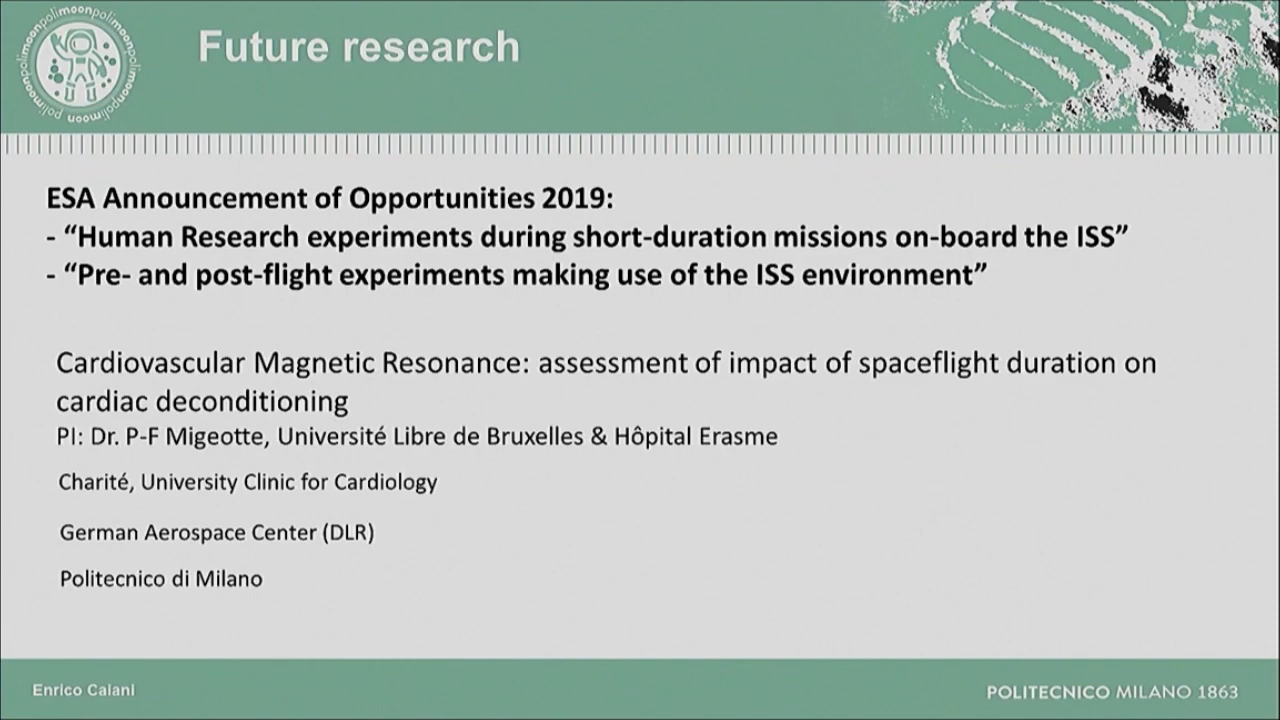 polimoonpolimoonpolimoonpolimoonpolimoon
Future research
ESA Announcement of Opportunities 2019:
- “Human Research experiments during short-duration missions on-board the ISS”
- “Pre- and post-flight experiments making use of the ISS environment”
Cardiovascular Magnetic Resonance: assessment of impact of spaceflight duration on
cardiac deconditioning
PI: Dr. P-F Migeotte, Université Libre de Bruxelles & Hôpital Erasme
Charité, University Clinic for Cardiology
German Aerospace Center (DLR)
Politecnico di Milano
Enrico Caiani
POLITECNICO MILANO 1863